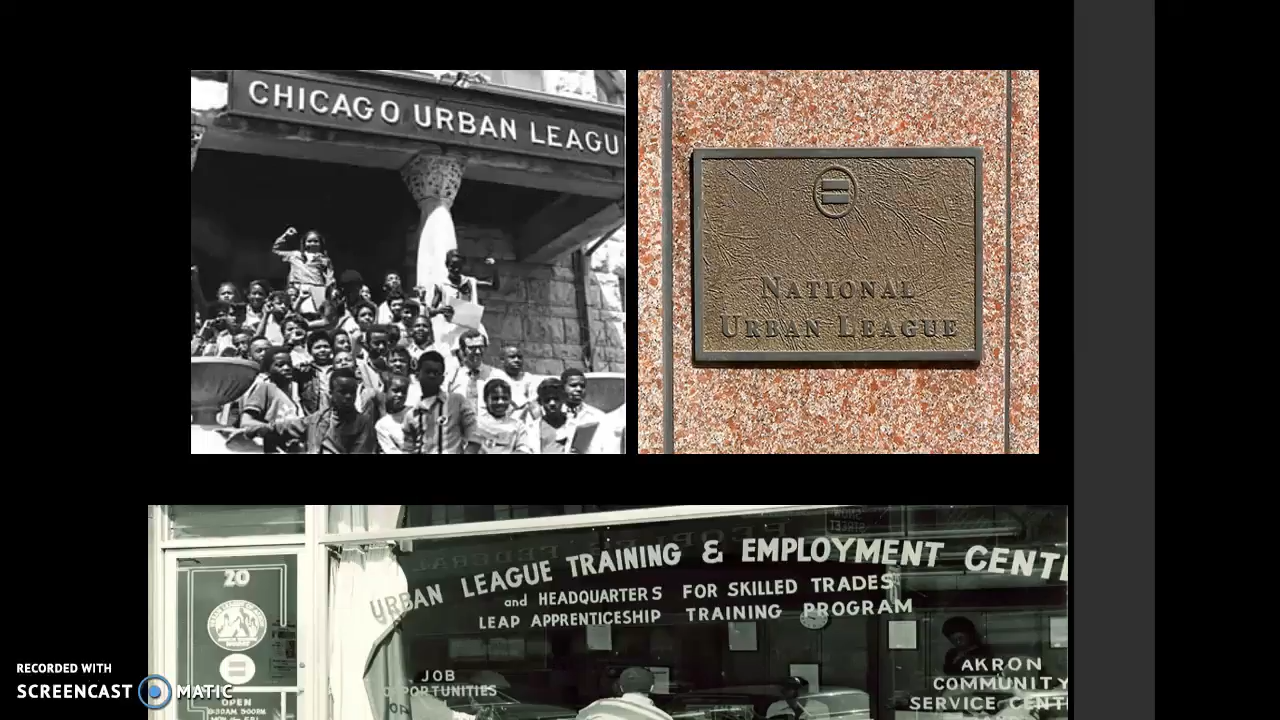 CHICAGO URBAN LEAGU
NATIONAL
URBAN LEAGUE
URBAN LEAGUE TRAINING & EMPLOYMENT CENT
and HEADQUARTERS FOR SKILLED TRADES
LEAP APPRENTICESHIP TRAINING PROGRAM
20
JOB
OPPORTUNITIES
AKRON
COMMUNITY
SERVICE CENT
OPEN
RECORDED WITH
SCREENCAST MATIC